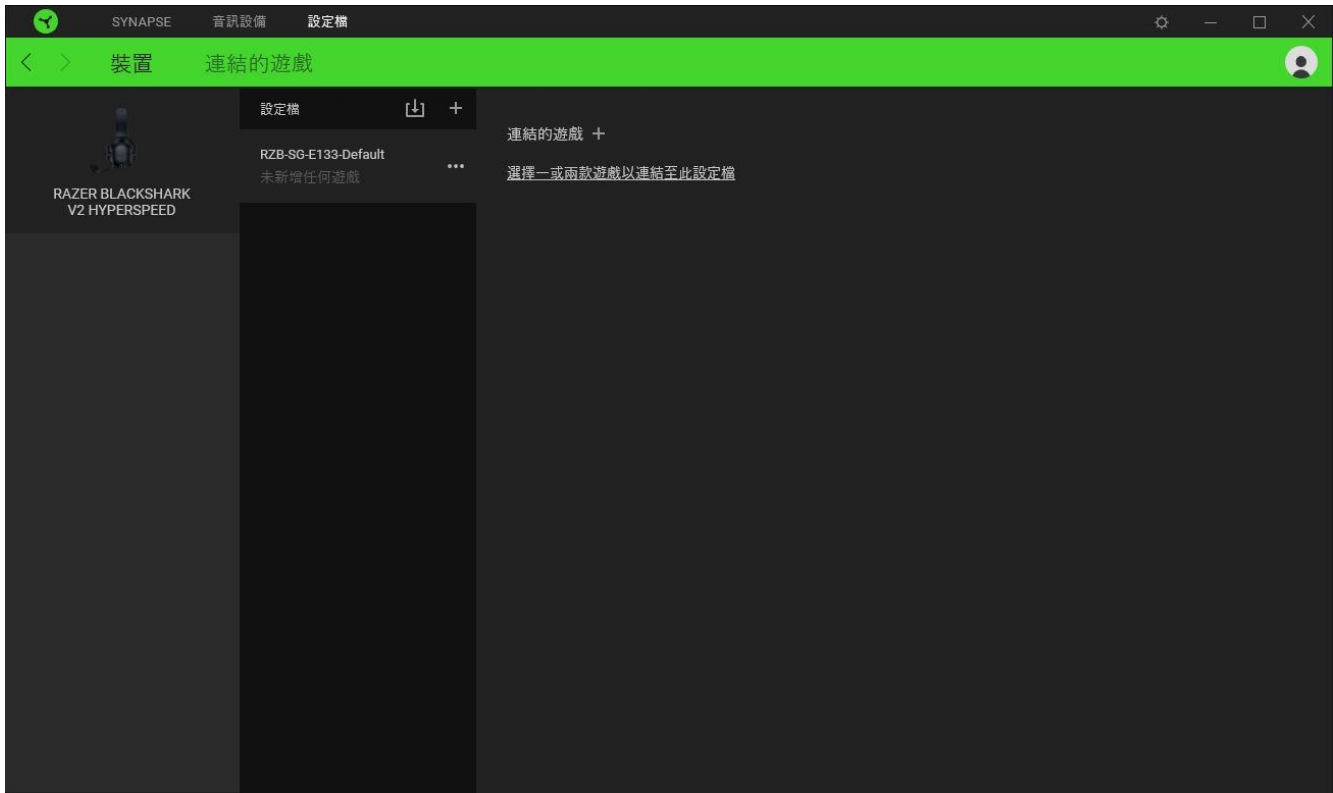 SYNAPSE 音訊設備 設定檔
裝置 連結的遊戲
設定檔
RZB-SG-E133-Default
未新增任何遊戲
RAZER BLACKSHARK
V2 HYPERSPEED
連結的遊戲 +
選擇一或兩款遊戲以連結至此設定檔